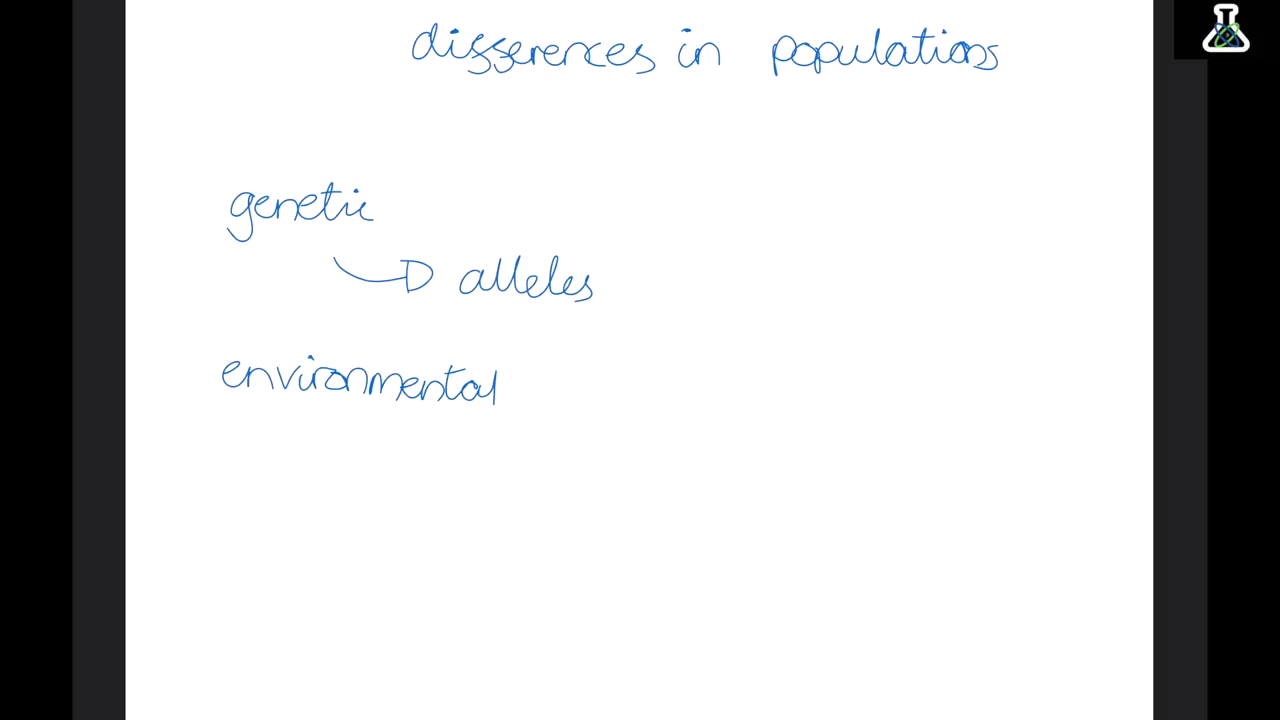 differences in populations
genetic
alleles
environmental